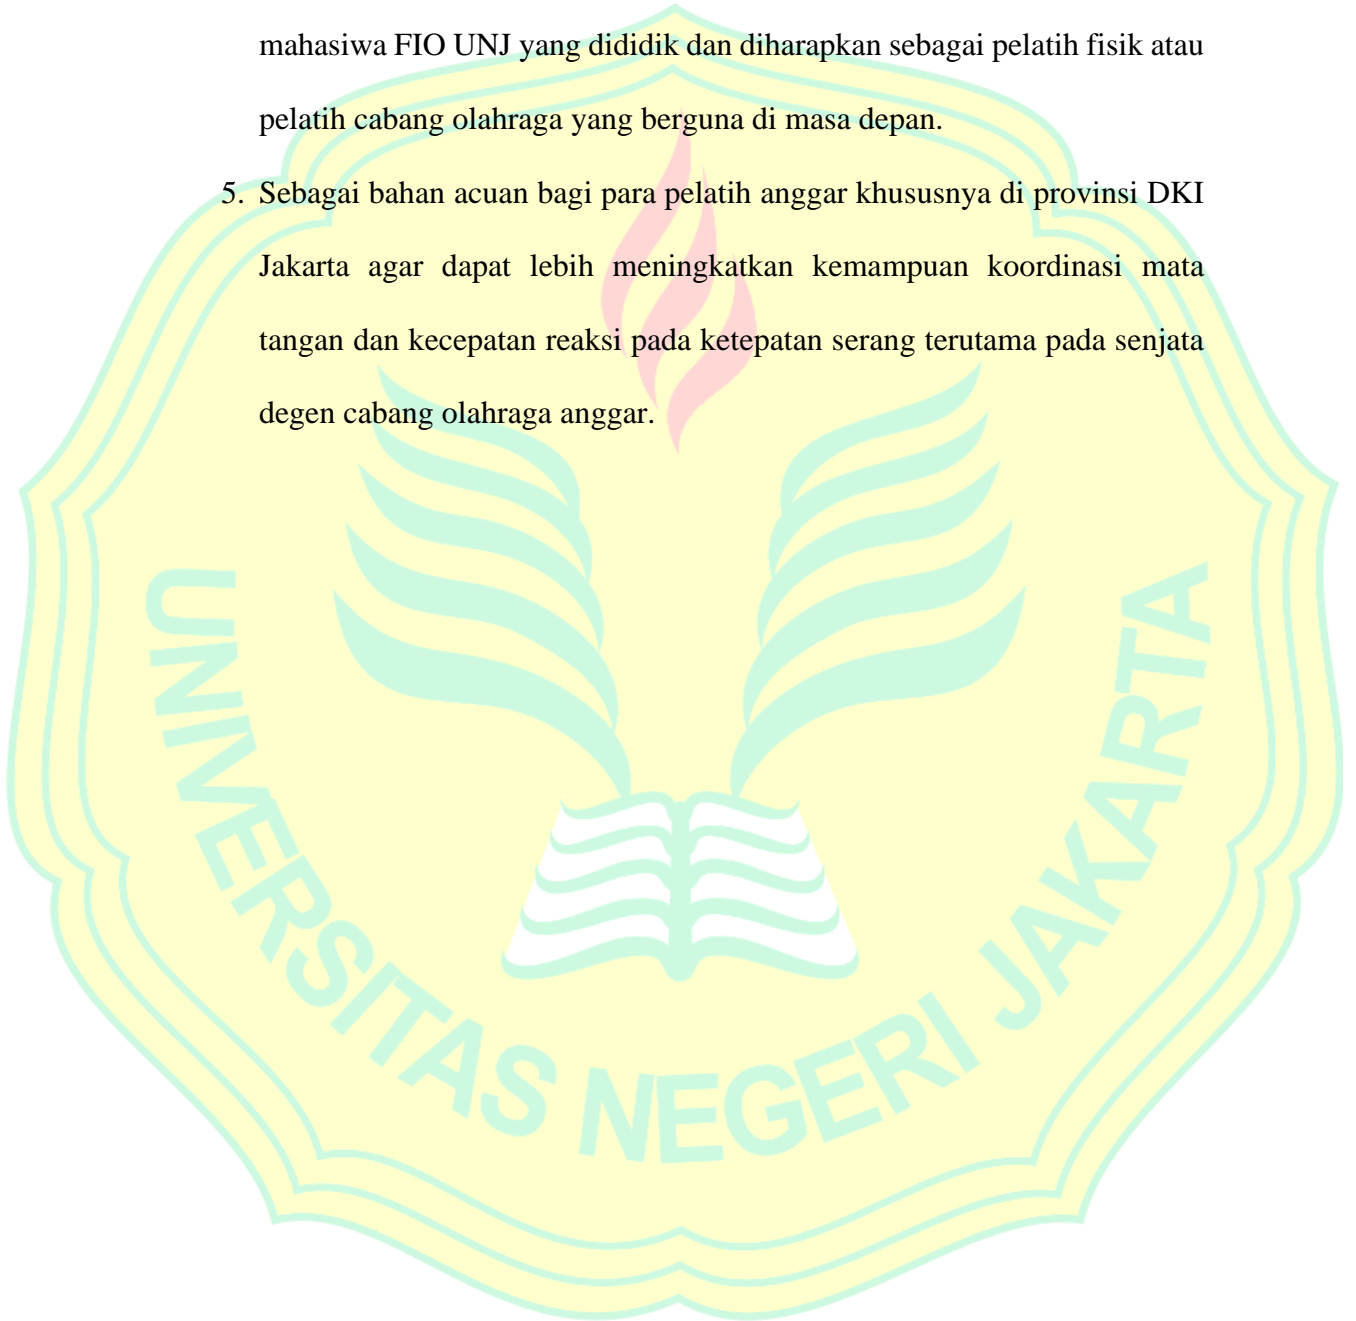 mahasiwa FIO UNJ yang dididik dan diharapkan sebagai pelatih fisik atau
pelatih cabang olahraga yang berguna di masa depan.
5. Sebagai bahan acuan bagi para pelatih anggar khususnya di provinsi DKI
Jakarta agar dapat lebih meningkatkan kemampuan koordinasi mata
tangan dan kecepatan reaksi pada ketepatan serang terutama pada senjata
degen cabang olahraga anggar.
UNIVERSITAS NEGERI JAKARTA